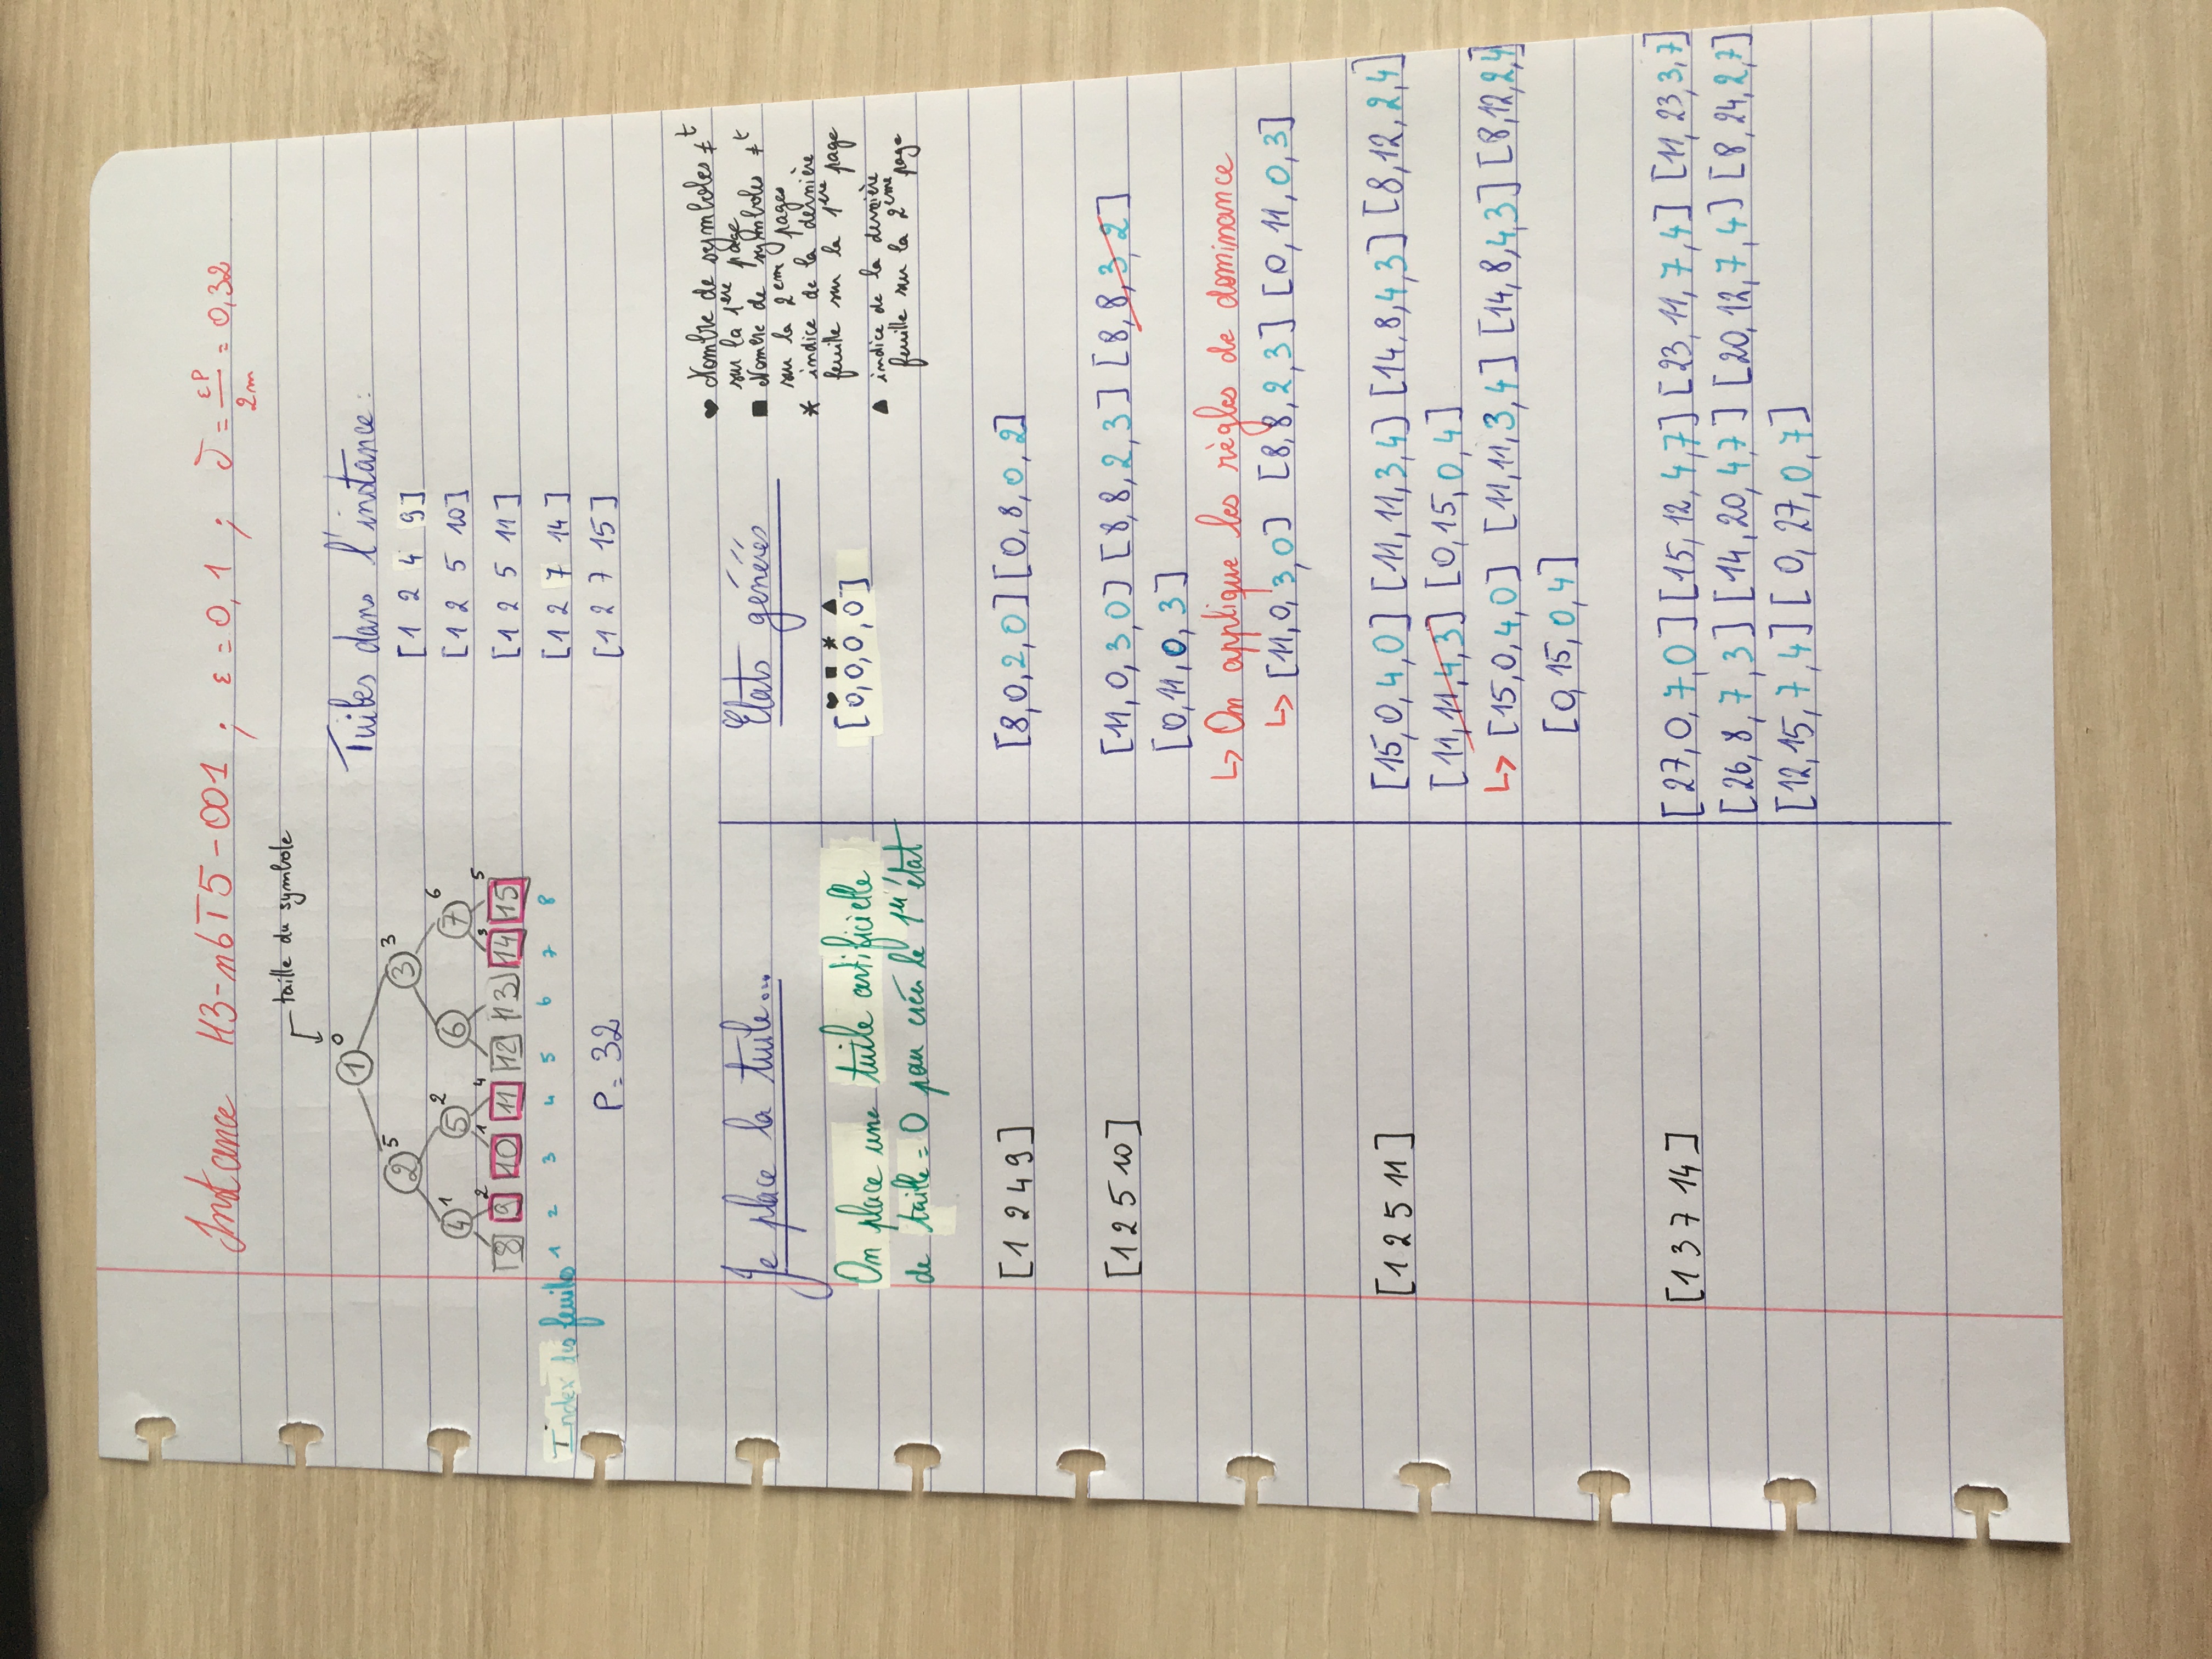 Instance H3-n6T5-001 ; ε = 0,1 ; δ = εP/2m = 0,32
taille du symbole
1 0
2 5 3 3
4 1 5 2 6 7 6
8 9 2 10 1 11 4 12 13 14 3 15 5
Index des feuilles 1 2 3 4 5 6 7 8
P = 32
Tuiles dans l'instance :
[1 2 4 9]
[1 2 5 10]
[1 2 5 11]
[1 2 7 14]
[1 2 7 15]
♥ Nombre de symboles ≠t
sur la 1ère page
■ Nombre de symboles ≠t
sur la 2ème pages
* indice de la dernière
feuille sur la 1ère page
▲ indice de la dernière
feuille sur la 2ème page
Je place la tuile...
Etats générés
On place une tuile artificielle
de taille = 0 pour créer le 1er état
♥ ■ * ▲
[0,0,0,0]
[1 2 4 9]
[8,0,2,0] [0,8,0,2]
[1 2 5 10]
[11,0,3,0] [8,8,2,3] [8,8,3,2]
[0,11,0,3]
↳ On applique les règles de dominance
↳ [11,0,3,0] [8,8,2,3] [0,11,0,3]
[1 2 5 11]
[15,0,4,0] [11,11,3,4] [14,8,4,3] [8,12,2,4]
[11,11,4,3] [0,15,0,4]
↳ [15,0,4,0] [11,11,3,4] [14,8,4,3] [8,12,2,4]
[0,15,0,4]
[1 3 7 14]
[27,0,7,0] [15,12,4,7] [23,11,7,4] [11,23,3,7]
[26,8,7,3] [14,20,4,7] [20,12,7,4] [8,24,2,7]
[12,15,7,4] [0,27,0,7]